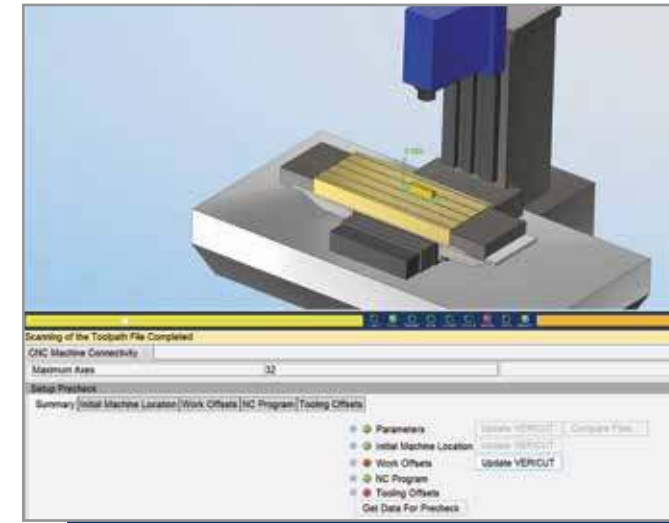 Scanning of the Toolpath File Completed
CNC Machine Connectivity
Maximum Axes 32
Setup Precheck
Summary Initial Machine Location Work Offsets NC Program Tooling Offsets
Parameters Update VERICUT Compare Files...
Initial Machine Location Update VERICUT
Work Offsets Update VERICUT
NC Program
Tooling Offsets
Get Data For Precheck